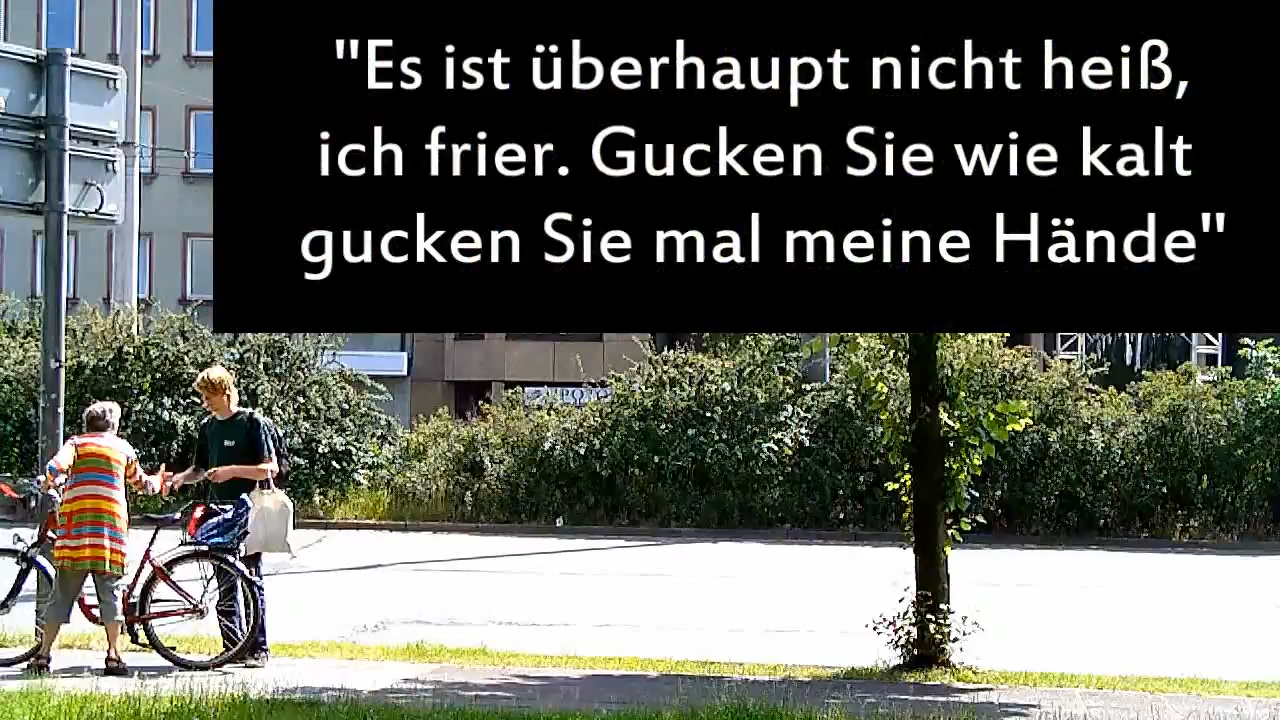 "Es ist überhaupt nicht heiß,
ich frier. Gucken Sie wie kalt
gucken Sie mal meine Hände"